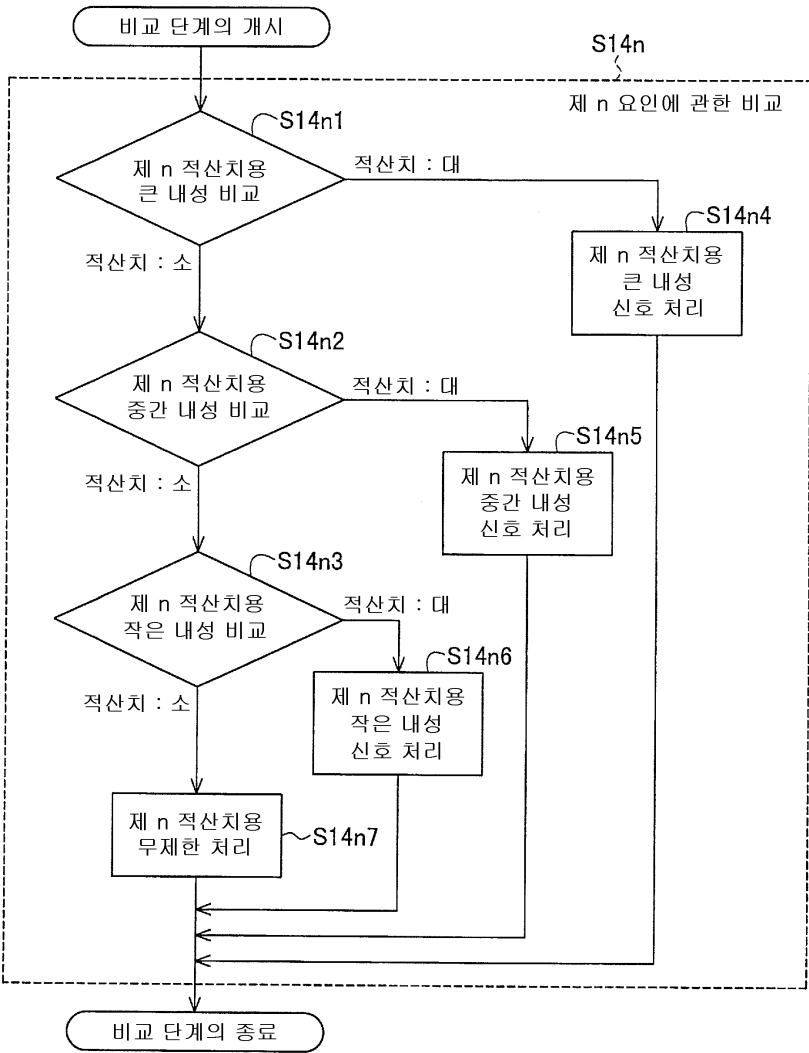 비교 단계의 개시
S14n
제 n 요인에 관한 비교
S14n1
제 n 적산치용
큰 내성 비교
적산치 : 대
S14n4
제 n 적산치용
큰 내성
신호 처리
적산치 : 소
S14n2
제 n 적산치용
중간 내성 비교
적산치 : 대
S14n5
제 n 적산치용
중간 내성
신호 처리
적산치 : 소
S14n3
제 n 적산치용
작은 내성 비교
적산치 : 대
S14n6
제 n 적산치용
작은 내성
신호 처리
적산치 : 소
제 n 적산치용
무제한 처리
S14n7
비교 단계의 종료